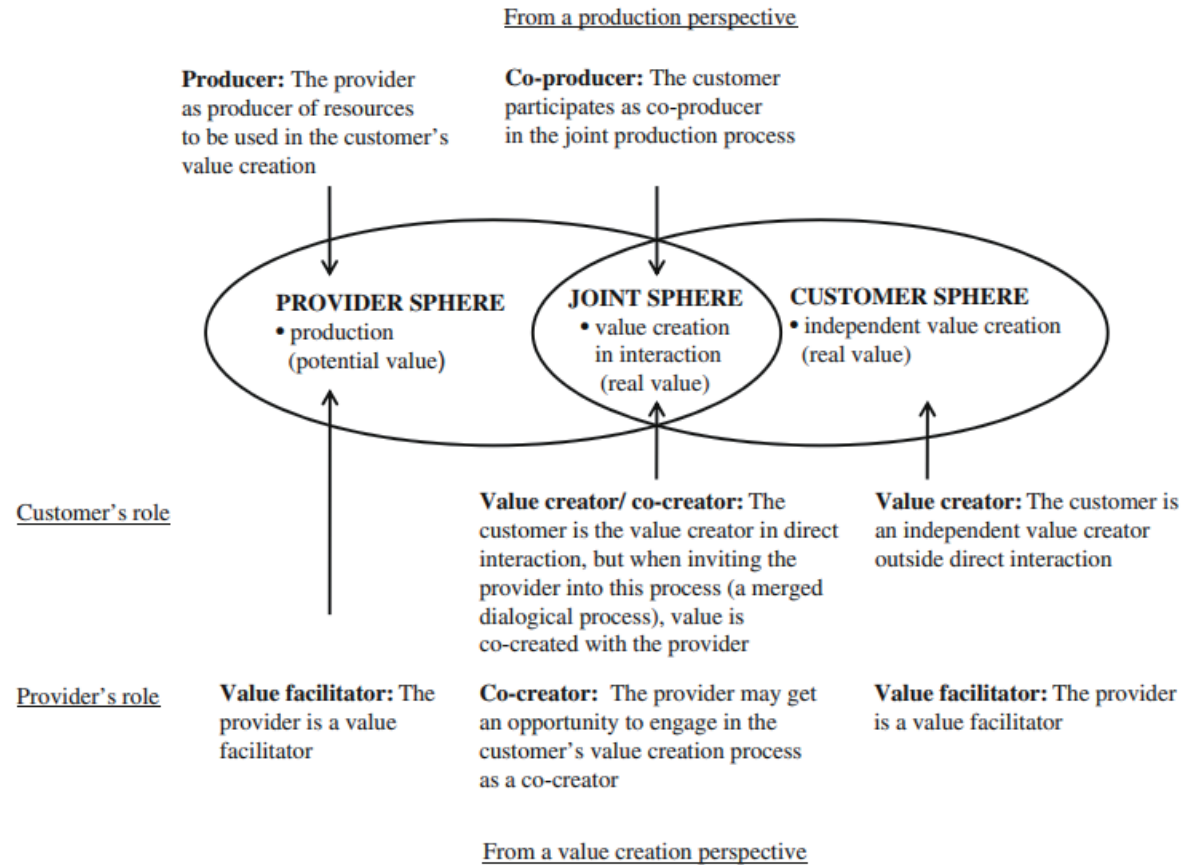 From a production perspective
Producer: The provider
as producer of resources
to be used in the customer's
value creation
Co-producer: The customer
participates as co-producer
in the joint production process
PROVIDER SPHERE
• production
(potential value)
JOINT SPHERE
• value creation
in interaction
(real value)
CUSTOMER SPHERE
• independent value creation
(real value)
Customer's role
Value creator/ co-creator: The
customer is the value creator in direct
interaction, but when inviting the
provider into this process (a merged
dialogical process), value is
co-created with the provider
Value creator: The customer is
an independent value creator
outside direct interaction
Provider's role
Value facilitator: The
provider is a value
facilitator
Co-creator: The provider may get
an opportunity to engage in the
customer's value creation process
as a co-creator
Value facilitator: The provider
is a value facilitator
From a value creation perspective